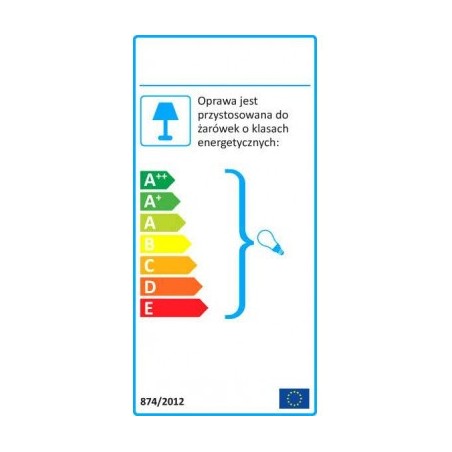 Oprawa jest
przystosowana do
żarówek o klasach
energetycznych:
A++
A+
A
B
C
D
E
874/2012